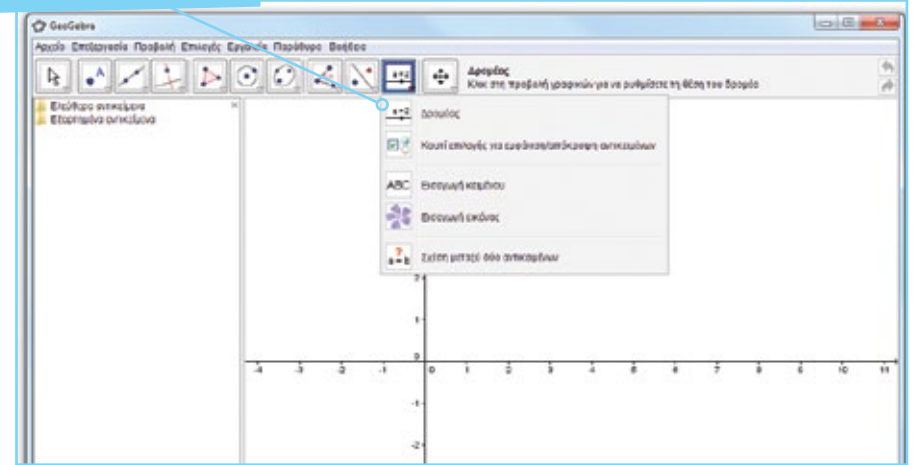 GeoGebra
Αρχείο Επεξεργασία Προβολή Επιλογές Εργαλεία Παράθυρο Βοήθεια
A
a=2
Δρομέας
Κλικ στη προβολή γραφικών για να ρυθμίσετε τη θέση του δρομέα
Ελεύθερα αντικείμενα
Εξαρτημένα αντικείμενα
a=2 Δρομέας
Κουτί επιλογής για εμφάνιση/απόκρυψη αντικειμένων
ABC Εισαγωγή κειμένου
Εισαγωγή εικόνας
? a=b Σχέση μεταξύ δύο αντικειμένων
2
1
0
-4 -3 -2 -1 0 1 2 3 4 5 6 7 8 9 10 11
-1
-2